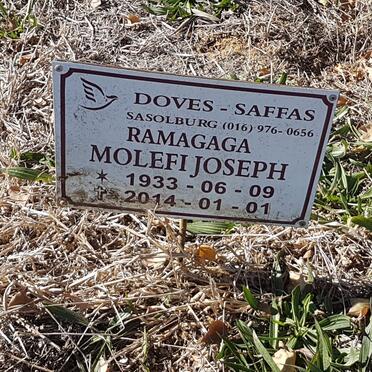 DOVES - SAFFAS
SASOLBURG (016) 976-0656
RAMAGAGA
MOLEFI JOSEPH
* 1933 - 06 - 09
✝ 2014 - 01 - 01